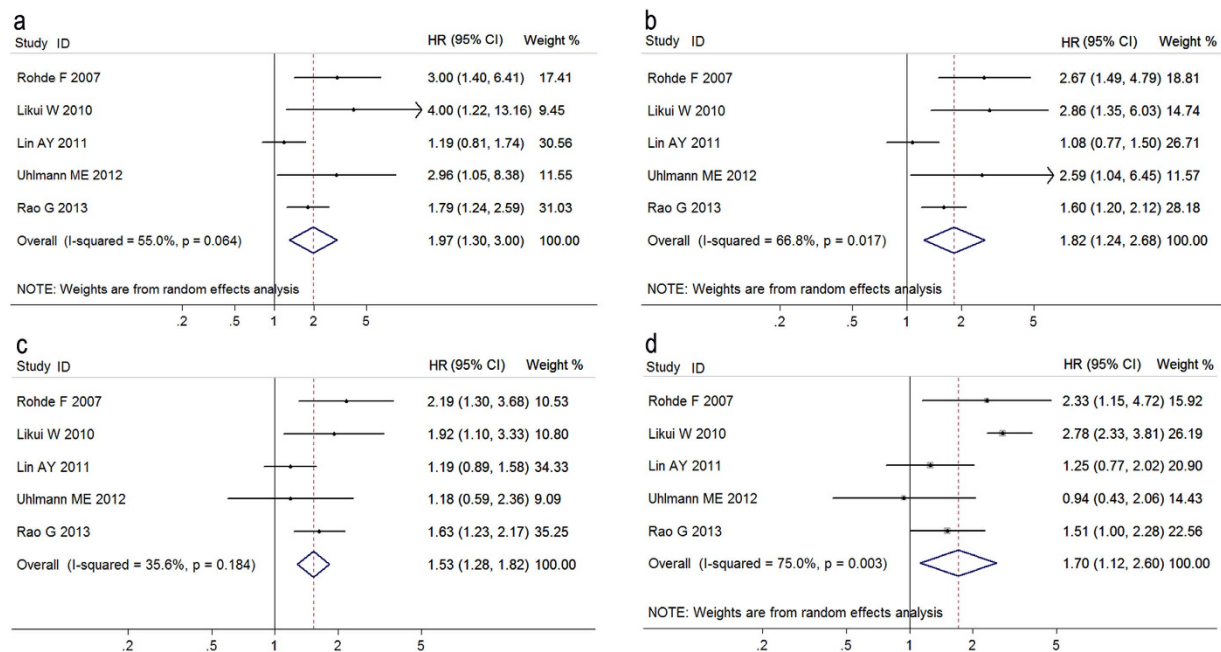 a
Study ID HR (95% CI) Weight %
Rohde F 2007 3.00 (1.40, 6.41) 17.41
Likui W 2010 4.00 (1.22, 13.16) 9.45
Lin AY 2011 1.19 (0.81, 1.74) 30.56
Uhlmann ME 2012 2.96 (1.05, 8.38) 11.55
Rao G 2013 1.79 (1.24, 2.59) 31.03
Overall (I-squared = 55.0%, p = 0.064) 1.97 (1.30, 3.00) 100.00
NOTE: Weights are from random effects analysis
.2 .5 1 2 5
b
Study ID HR (95% CI) Weight %
Rohde F 2007 2.67 (1.49, 4.79) 18.81
Likui W 2010 2.86 (1.35, 6.03) 14.74
Lin AY 2011 1.08 (0.77, 1.50) 26.71
Uhlmann ME 2012 2.59 (1.04, 6.45) 11.57
Rao G 2013 1.60 (1.20, 2.12) 28.18
Overall (I-squared = 66.8%, p = 0.017) 1.82 (1.24, 2.68) 100.00
NOTE: Weights are from random effects analysis
.2 .5 1 2 5
c
Study ID HR (95% CI) Weight %
Rohde F 2007 2.19 (1.30, 3.68) 10.53
Likui W 2010 1.92 (1.10, 3.33) 10.80
Lin AY 2011 1.19 (0.89, 1.58) 34.33
Uhlmann ME 2012 1.18 (0.59, 2.36) 9.09
Rao G 2013 1.63 (1.23, 2.17) 35.25
Overall (I-squared = 35.6%, p = 0.184) 1.53 (1.28, 1.82) 100.00
.2 .5 1 2 5
d
Study ID HR (95% CI) Weight %
Rohde F 2007 2.33 (1.15, 4.72) 15.92
Likui W 2010 2.78 (2.33, 3.81) 26.19
Lin AY 2011 1.25 (0.77, 2.02) 20.90
Uhlmann ME 2012 0.94 (0.43, 2.06) 14.43
Rao G 2013 1.51 (1.00, 2.28) 22.56
Overall (I-squared = 75.0%, p = 0.003) 1.70 (1.12, 2.60) 100.00
NOTE: Weights are from random effects analysis
.2 .5 1 2 5